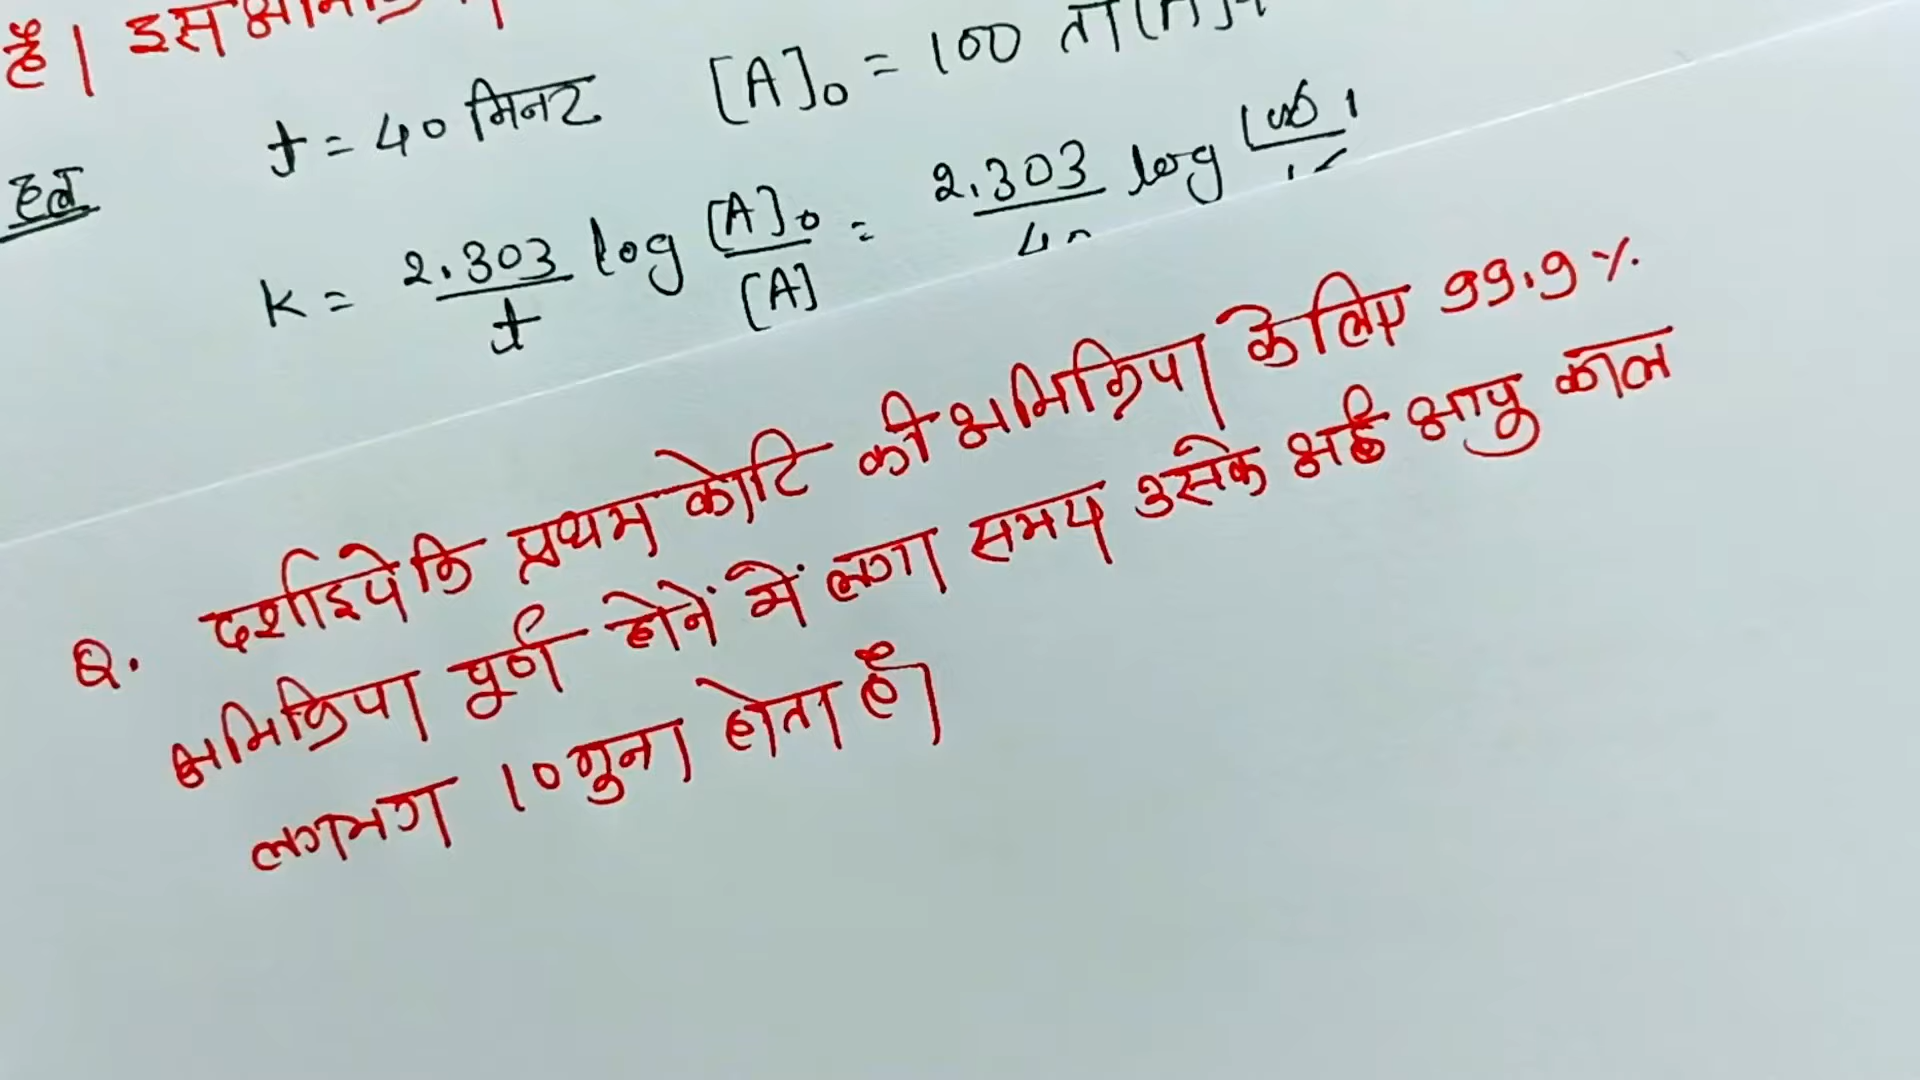 है। इस
t = 40 मिनट [A]₀ = 100
हल
K = 2.303/t log [A]₀/[A] = 2.303/40 log
Q. दर्शाइये कि प्रथम कोटि की अभिक्रिया के लिए 99.9%
अभिक्रिया पूर्ण होनें में लगा समय उसके अर्द्ध आयु काल
लगभग 10 गुना होता है।